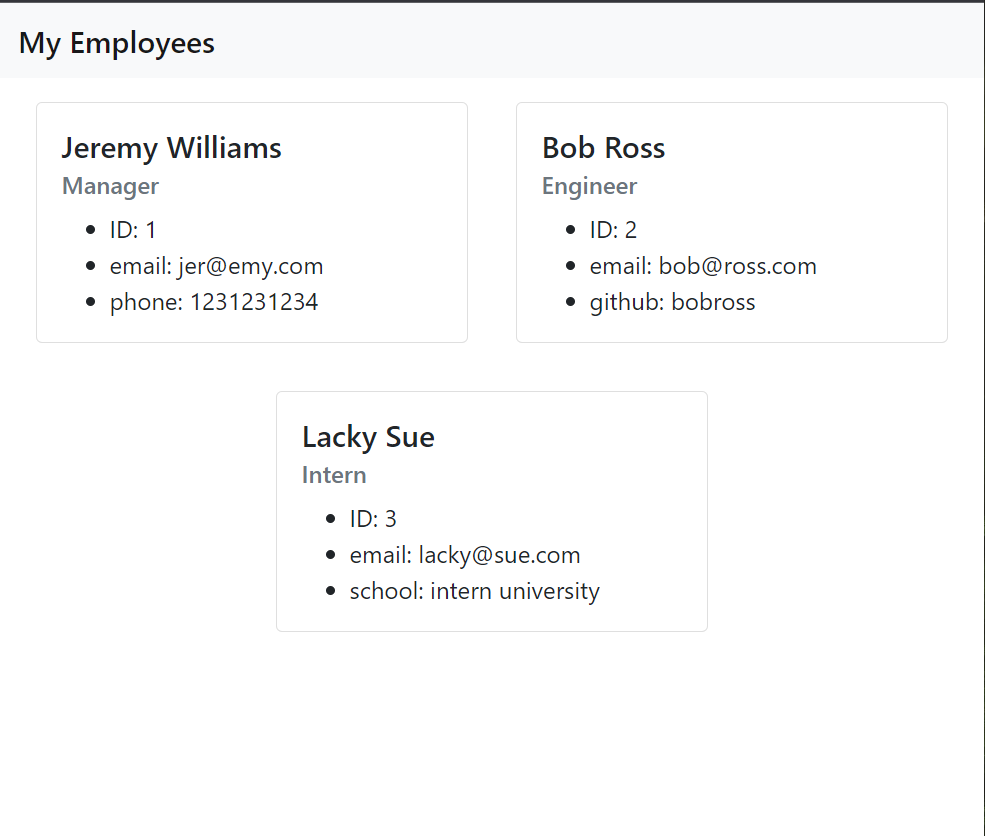 My Employees
Jeremy Williams
Manager
ID: 1
email: jer@emy.com
phone: 1231231234
Bob Ross
Engineer
ID: 2
email: bob@ross.com
github: bobross
Lacky Sue
Intern
ID: 3
email: lacky@sue.com
school: intern university